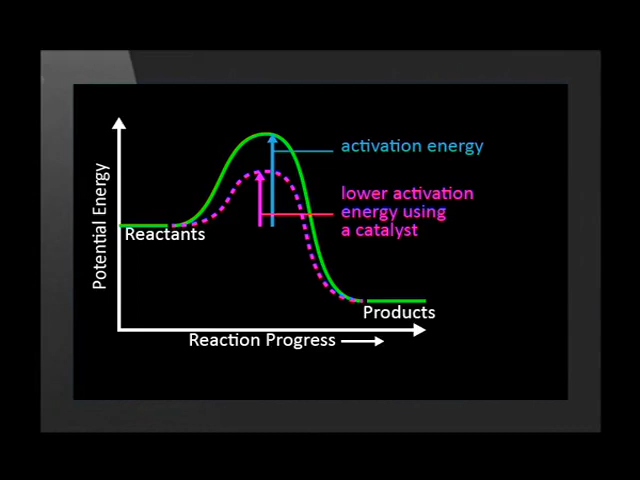 activation energy
lower activation
energy using
a catalyst
Potential Energy
Reactants
Products
Reaction Progress